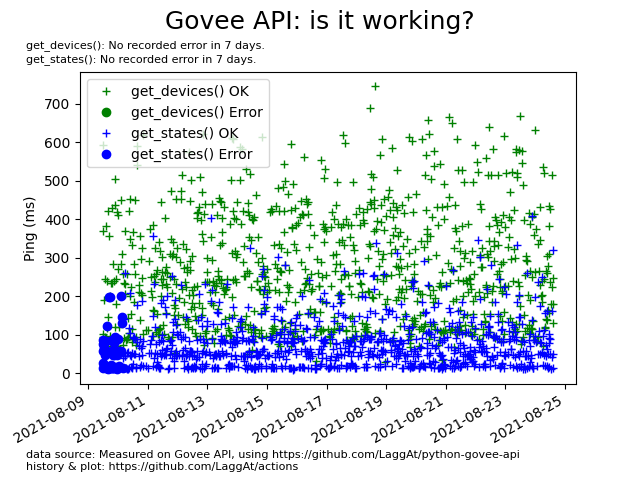 Govee API: is it working?
get_devices(): No recorded error in 7 days.
get_states(): No recorded error in 7 days.
get_devices() OK
get_devices() Error
get_states() OK
get_states() Error
Ping (ms)
700
600
500
400
300
200
100
0
2021-08-09
2021-08-11
2021-08-13
2021-08-15
2021-08-17
2021-08-19
2021-08-21
2021-08-23
2021-08-25
data source: Measured on Govee API, using https://github.com/LaggAt/python-govee-api
history & plot: https://github.com/LaggAt/actions